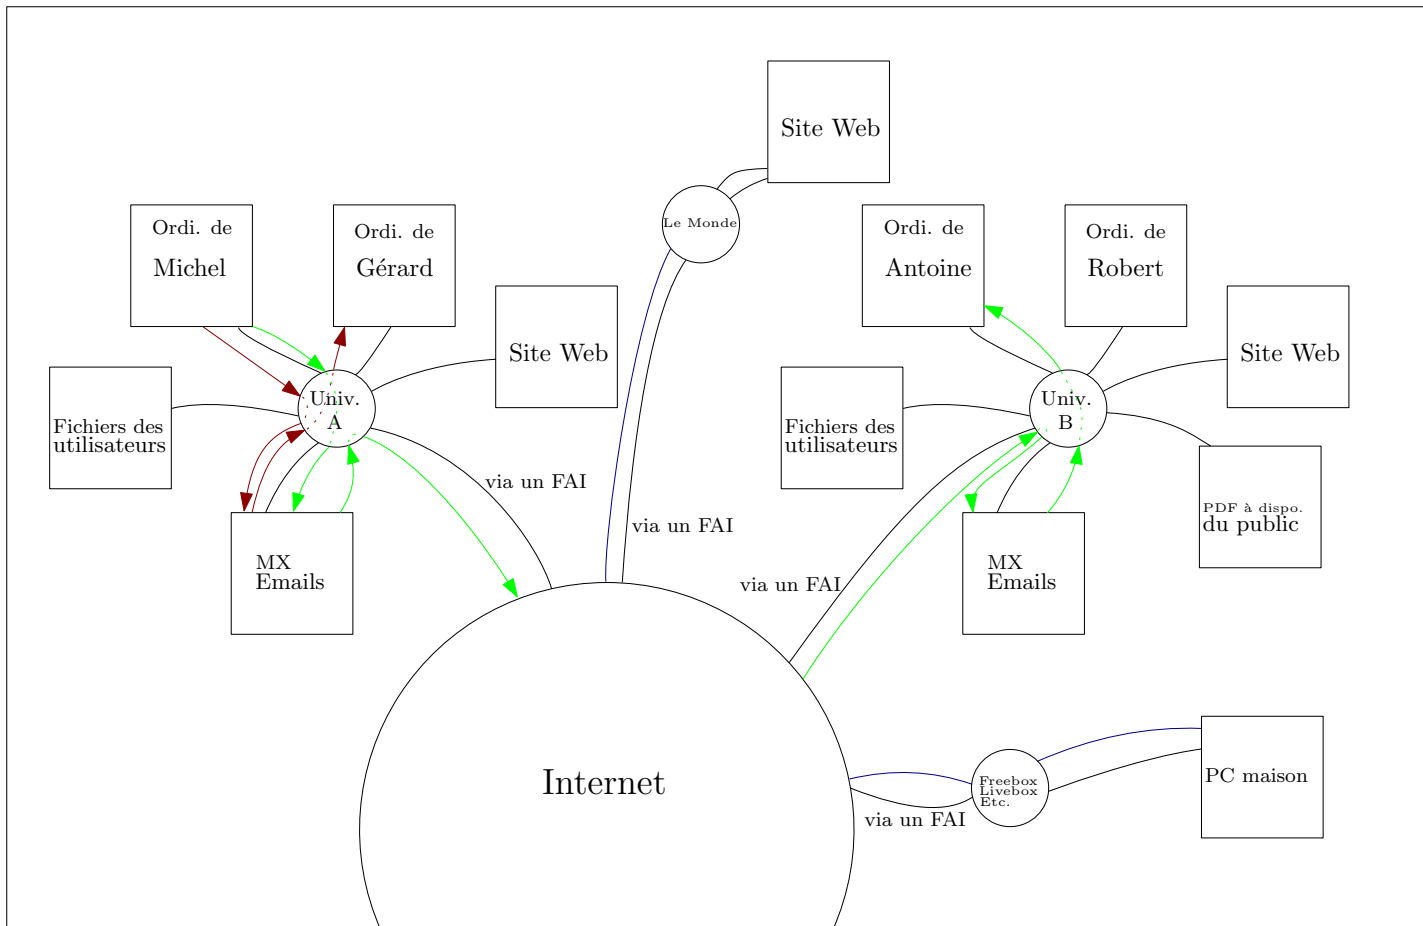 Site Web
Le Monde
Ordi. de
Michel
Ordi. de
Gérard
Site Web
Fichiers des
utilisateurs
Univ.
A
via un FAI
MX
Emails
via un FAI
Ordi. de
Antoine
Ordi. de
Robert
Site Web
Fichiers des
utilisateurs
Univ.
B
PDF à dispo.
du public
via un FAI
MX
Emails
Internet
Freebox
Livebox
Etc.
via un FAI
PC maison